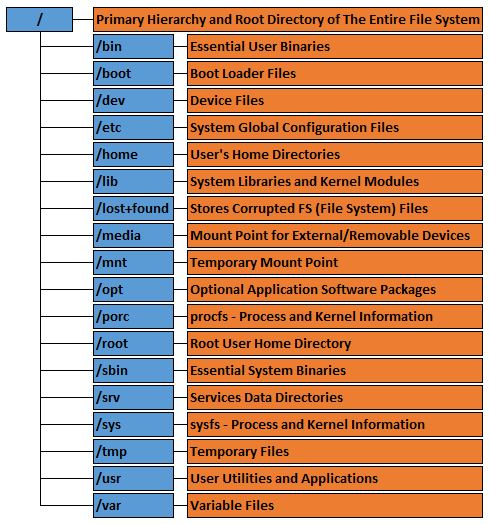 / Primary Hierarchy and Root Directory of The Entire File System
/bin Essential User Binaries
/boot Boot Loader Files
/dev Device Files
/etc System Global Configuration Files
/home User's Home Directories
/lib System Libraries and Kernel Modules
/lost+found Stores Corrupted FS (File System) Files
/media Mount Point for External/Removable Devices
/mnt Temporary Mount Point
/opt Optional Application Software Packages
/porc procfs - Process and Kernel Information
/root Root User Home Directory
/sbin Essential System Binaries
/srv Services Data Directories
/sys sysfs - Process and Kernel Information
/tmp Temporary Files
/usr User Utilities and Applications
/var Variable Files